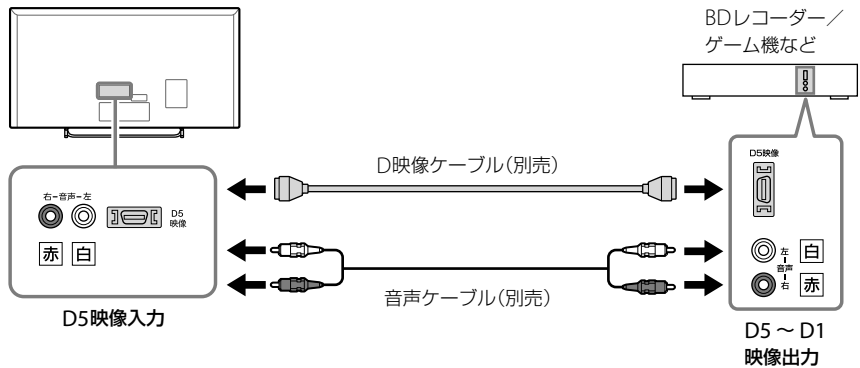 BDレコーダー／
ゲーム機など
D映像ケーブル（別売）
D5映像
右-音声-左
D5
映像
赤 白
左
音声
右
白
赤
音声ケーブル（別売）
D5映像入力
D5 ～ D1
映像出力